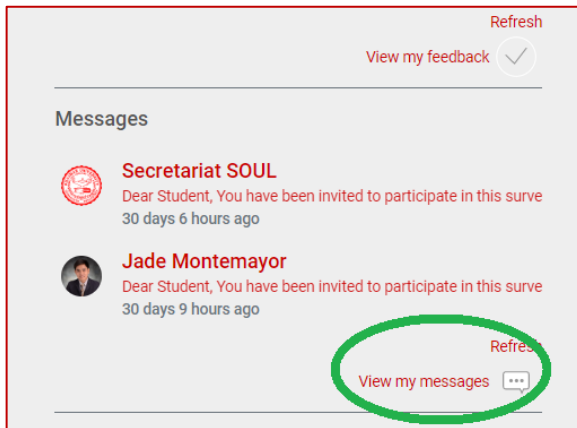 Refresh
View my feedback
Messages
Secretariat SOUL
Dear Student, You have been invited to participate in this surve
30 days 6 hours ago
Jade Montemayor
Dear Student, You have been invited to participate in this surve
30 days 9 hours ago
Refresh
View my messages